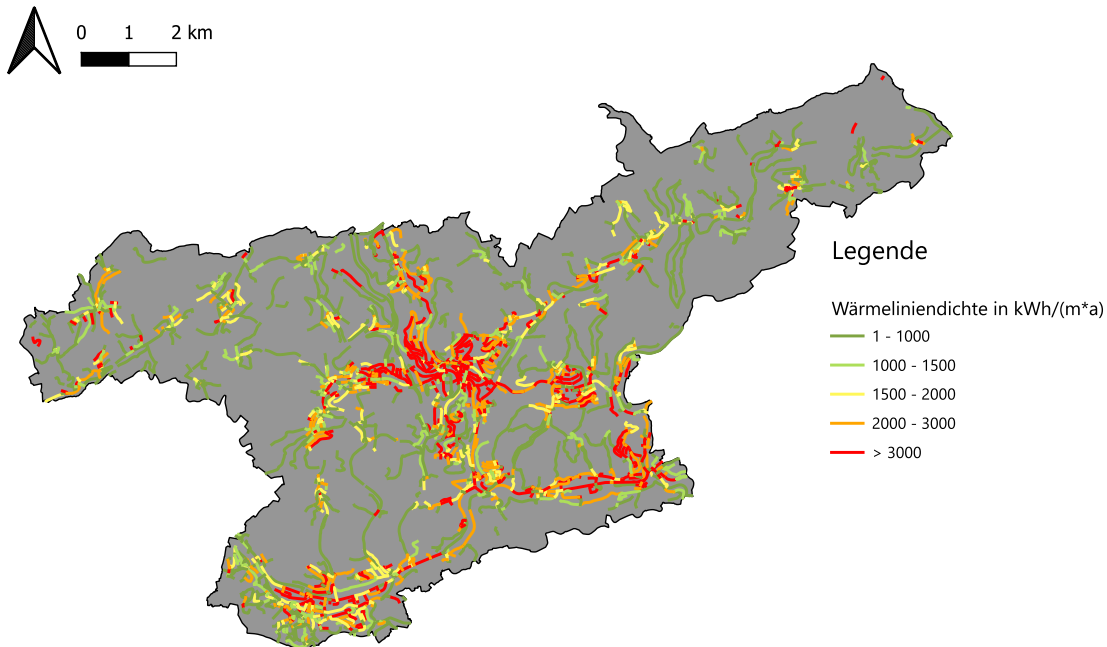 0 1 2 km
Legende
Wärmeliniendichte in kWh/(m*a)
1 - 1000
1000 - 1500
1500 - 2000
2000 - 3000
> 3000